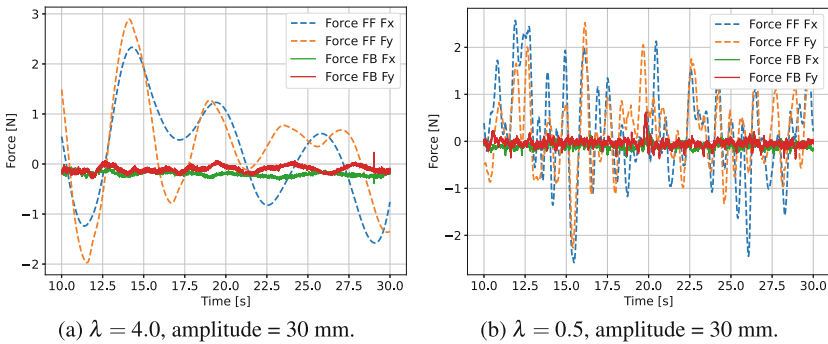 Force FF Fx
Force FF Fy
Force FB Fx
Force FB Fy
Force [N]
3
2
1
0
−1
−2
10.0 12.5 15.0 17.5 20.0 22.5 25.0 27.5 30.0
Time [s]
(a) λ = 4.0, amplitude = 30 mm.
Force FF Fx
Force FF Fy
Force FB Fx
Force FB Fy
Force [N]
2
1
0
−1
−2
10.0 12.5 15.0 17.5 20.0 22.5 25.0 27.5 30.0
Time [s]
(b) λ = 0.5, amplitude = 30 mm.